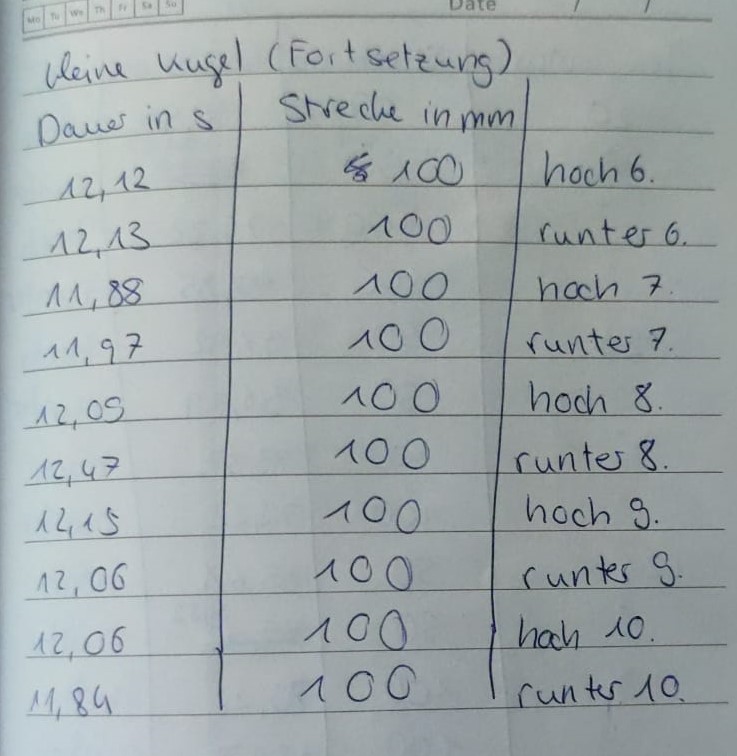 Mo Tu We Th Fr Sa Su
Date / /
kleine Kugel (Fortsetzung)
Dauer in s Strecke in mm
12,12 100 hoch 6.
12,13 100 runter 6.
11,88 100 hoch 7.
11,97 100 runter 7.
12,09 100 hoch 8.
12,47 100 runter 8.
12,15 100 hoch 9.
12,06 100 runter 9.
12,06 100 hoch 10.
11,84 100 runter 10.